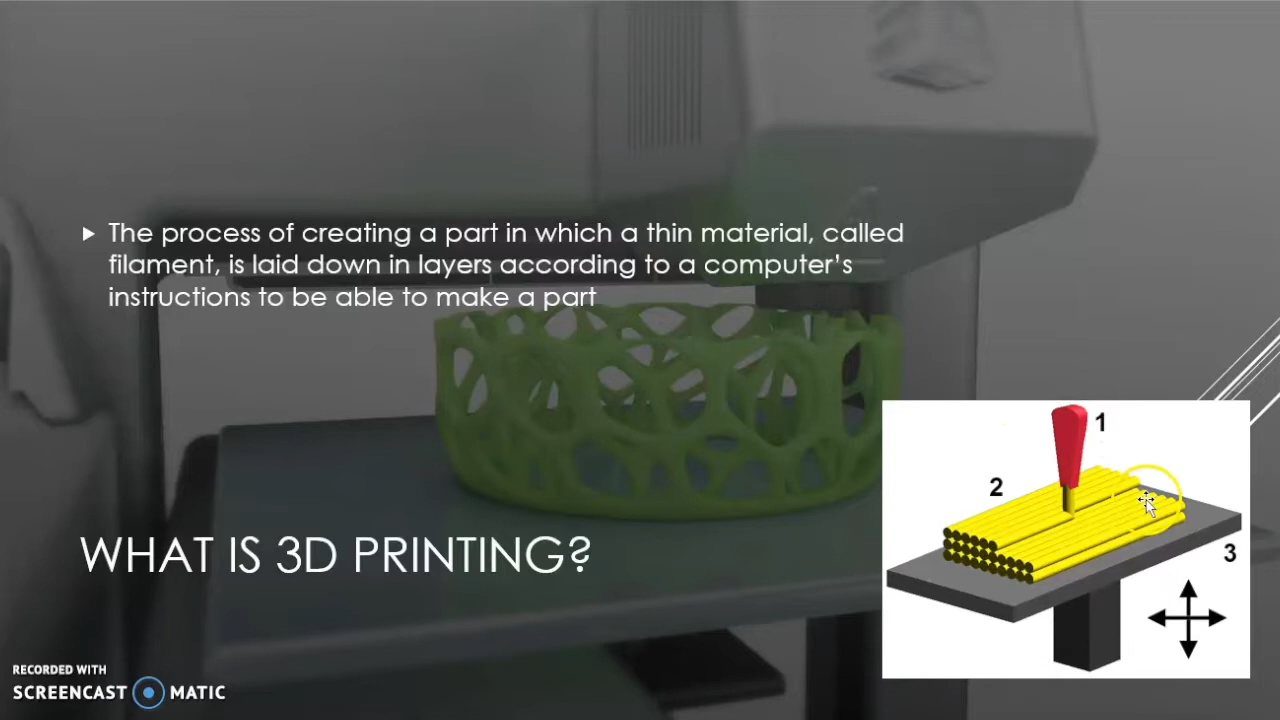 The process of creating a part in which a thin material, called
filament, is laid down in layers according to a computer's
instructions to be able to make a part
WHAT IS 3D PRINTING?
1
2
3
RECORDED WITH
SCREENCAST MATIC